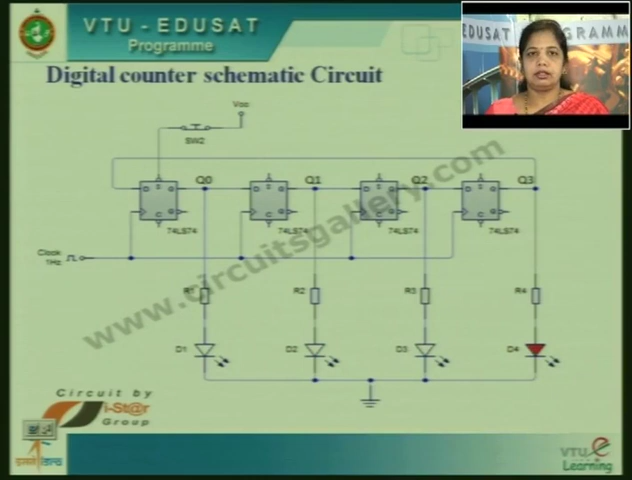 VTU - EDUSAT
Programme
EDUSAT PROGRAMM
Digital counter schematic Circuit
Vcc
SW2
Q0
Q1
Q2
Q3
D S Q
D S Q
D S Q
D S Q
74LS74
74LS74
74LS74
74LS74
Clock
1Hz
www.circuitsgallery.com
R1
R2
R3
R4
D1
D2
D3
D4
Circuit by
i-St@r
Group
VTU e
Learning